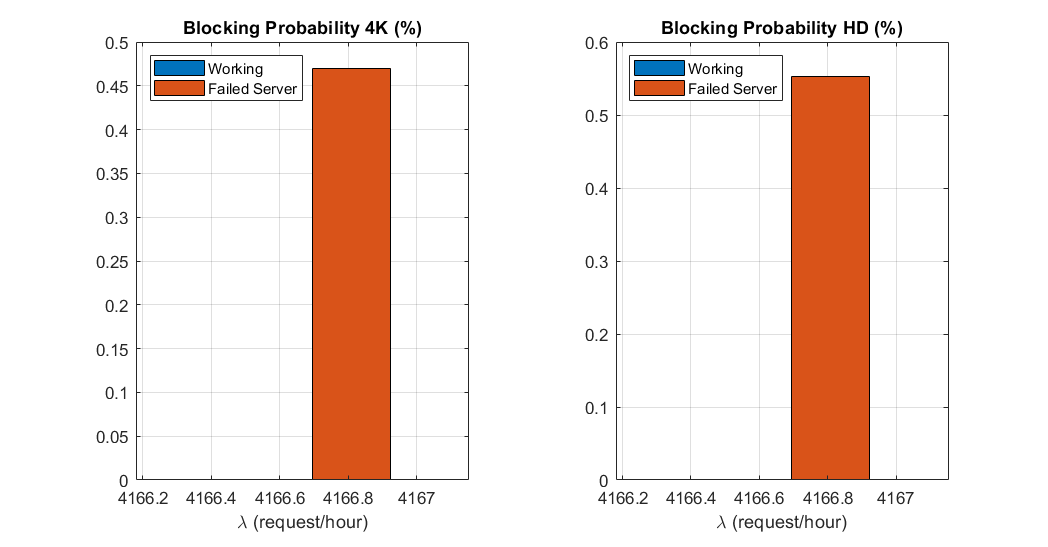 Blocking Probability 4K (%)
0.5
0.45
0.4
0.35
0.3
0.25
0.2
0.15
0.1
0.05
0
Working
Failed Server
4166.2 4166.4 4166.6 4166.8 4167
λ (request/hour)
Blocking Probability HD (%)
0.6
0.5
0.4
0.3
0.2
0.1
0
Working
Failed Server
4166.2 4166.4 4166.6 4166.8 4167
λ (request/hour)